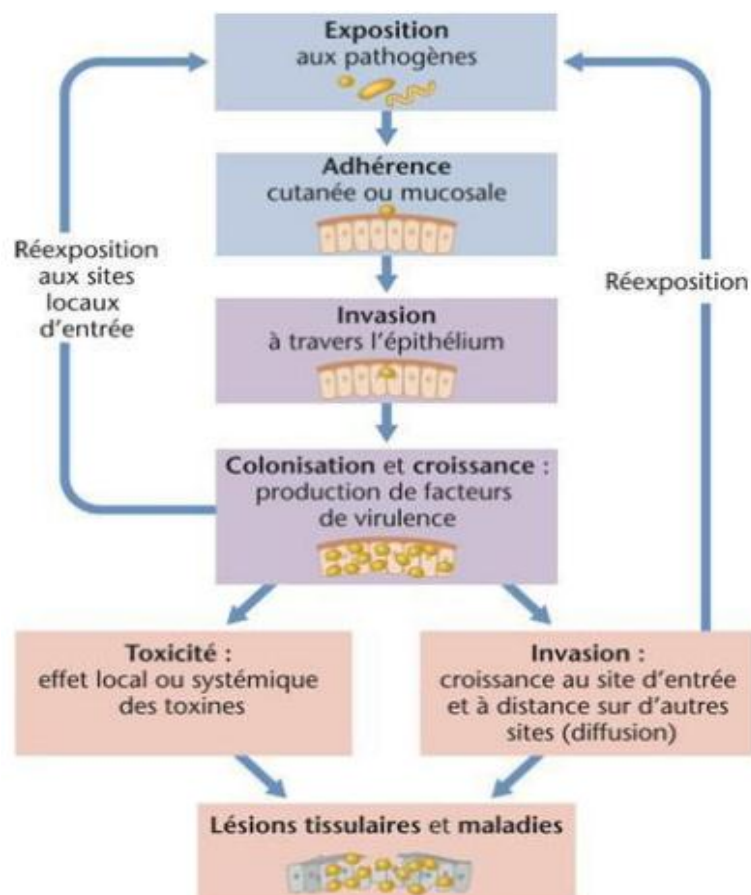 Exposition
aux pathogènes
Adhérence
cutanée ou mucosale
Réexposition
aux sites
locaux
d'entrée
Réexposition
Invasion
à travers l'épithélium
Colonisation et croissance :
production de facteurs
de virulence
Toxicité :
effet local ou systémique
des toxines
Invasion :
croissance au site d'entrée
et à distance sur d'autres
sites (diffusion)
Lésions tissulaires et maladies